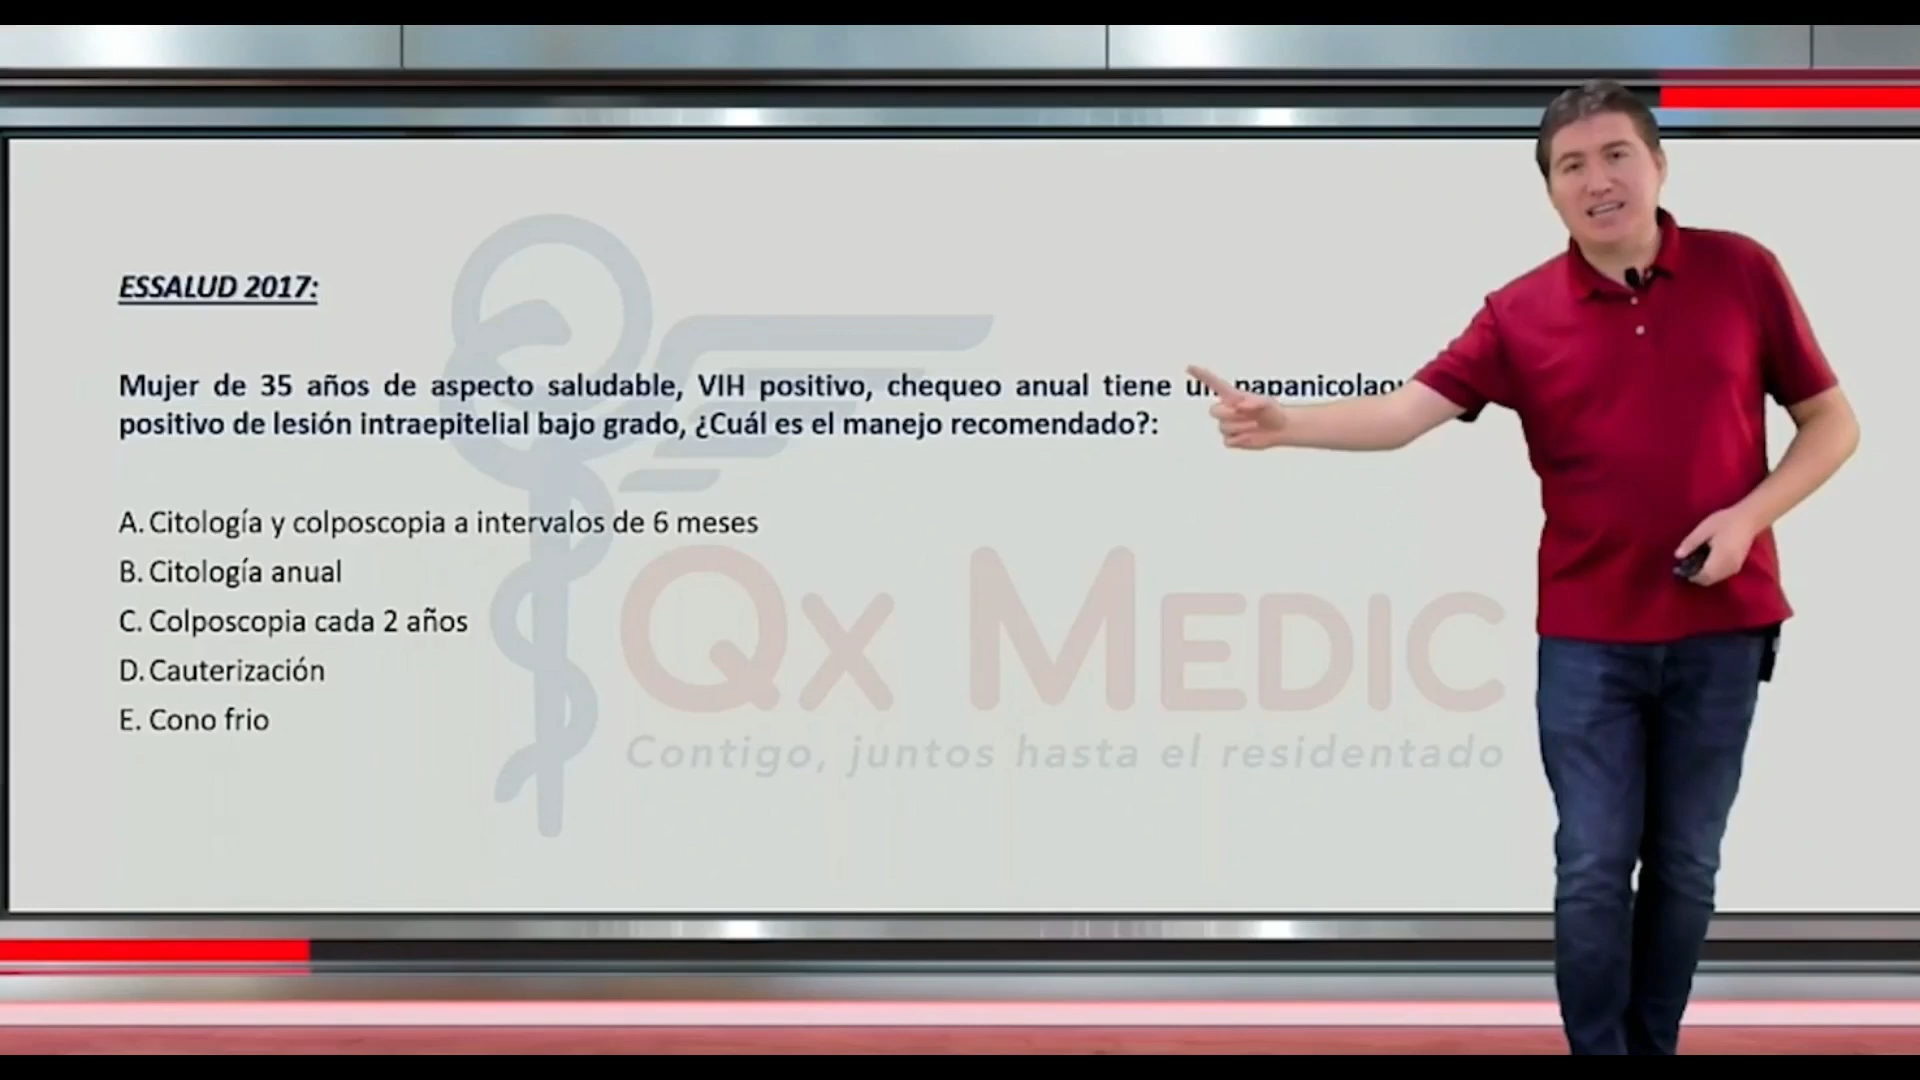 ESSALUD 2017:
Mujer de 35 años de aspecto saludable, VIH positivo, chequeo anual tiene un papanicolaou
positivo de lesión intraepitelial bajo grado, ¿Cuál es el manejo recomendado?:
A. Citología y colposcopia a intervalos de 6 meses
B. Citología anual
C. Colposcopia cada 2 años
D. Cauterización
E. Cono frio
QX MEDIC
Contigo, juntos hasta el residentado